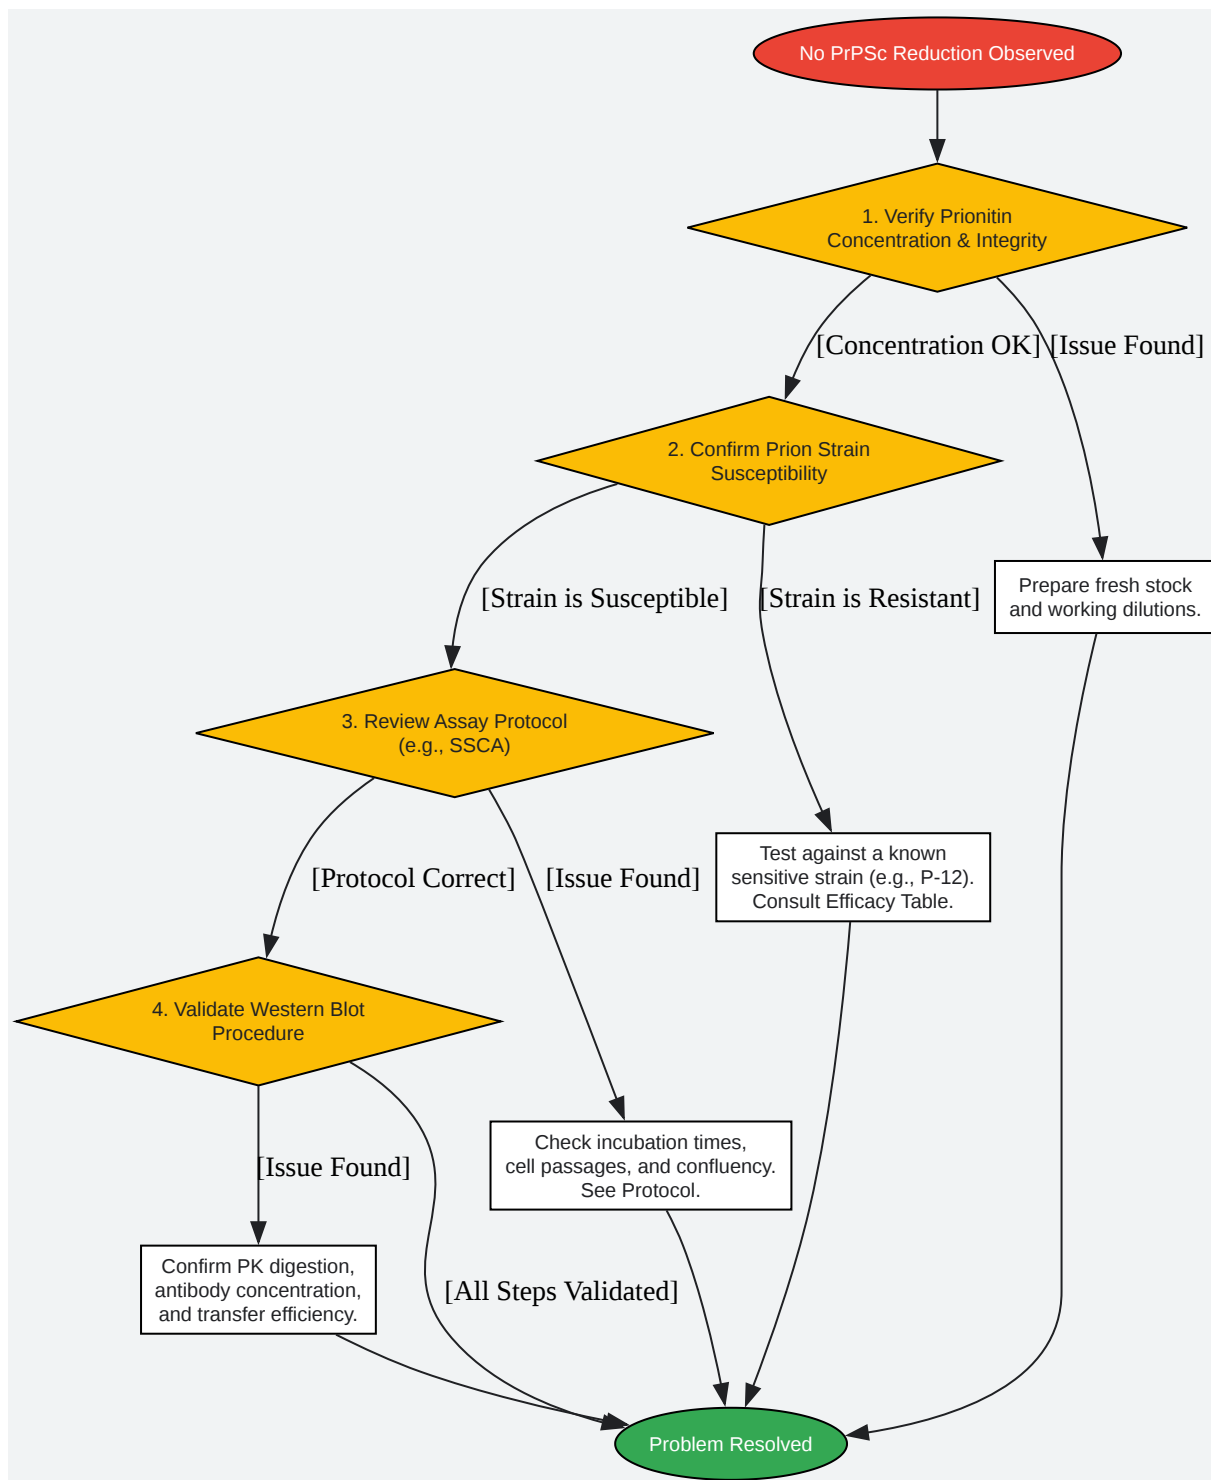 No PrPSc Reduction Observed
1. Verify Prionitin
Concentration & Integrity
[Concentration OK]
[Issue Found]
2. Confirm Prion Strain
Susceptibility
[Strain is Susceptible]
[Strain is Resistant]
Prepare fresh stock
and working dilutions.
3. Review Assay Protocol
(e.g., SSCA)
[Protocol Correct]
[Issue Found]
Test against a known
sensitive strain (e.g., P-12).
Consult Efficacy Table.
4. Validate Western Blot
Procedure
[Issue Found]
Check incubation times,
cell passages, and confluency.
See Protocol.
Confirm PK digestion,
antibody concentration,
and transfer efficiency.
[All Steps Validated]
Problem Resolved